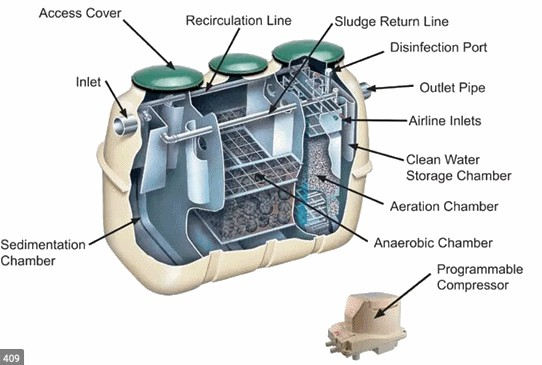 Access Cover
Recirculation Line
Sludge Return Line
Disinfection Port
Inlet
Outlet Pipe
Airline Inlets
Clean Water
Storage Chamber
Aeration Chamber
Sedimentation
Chamber
Anaerobic Chamber
Programmable
Compressor
409